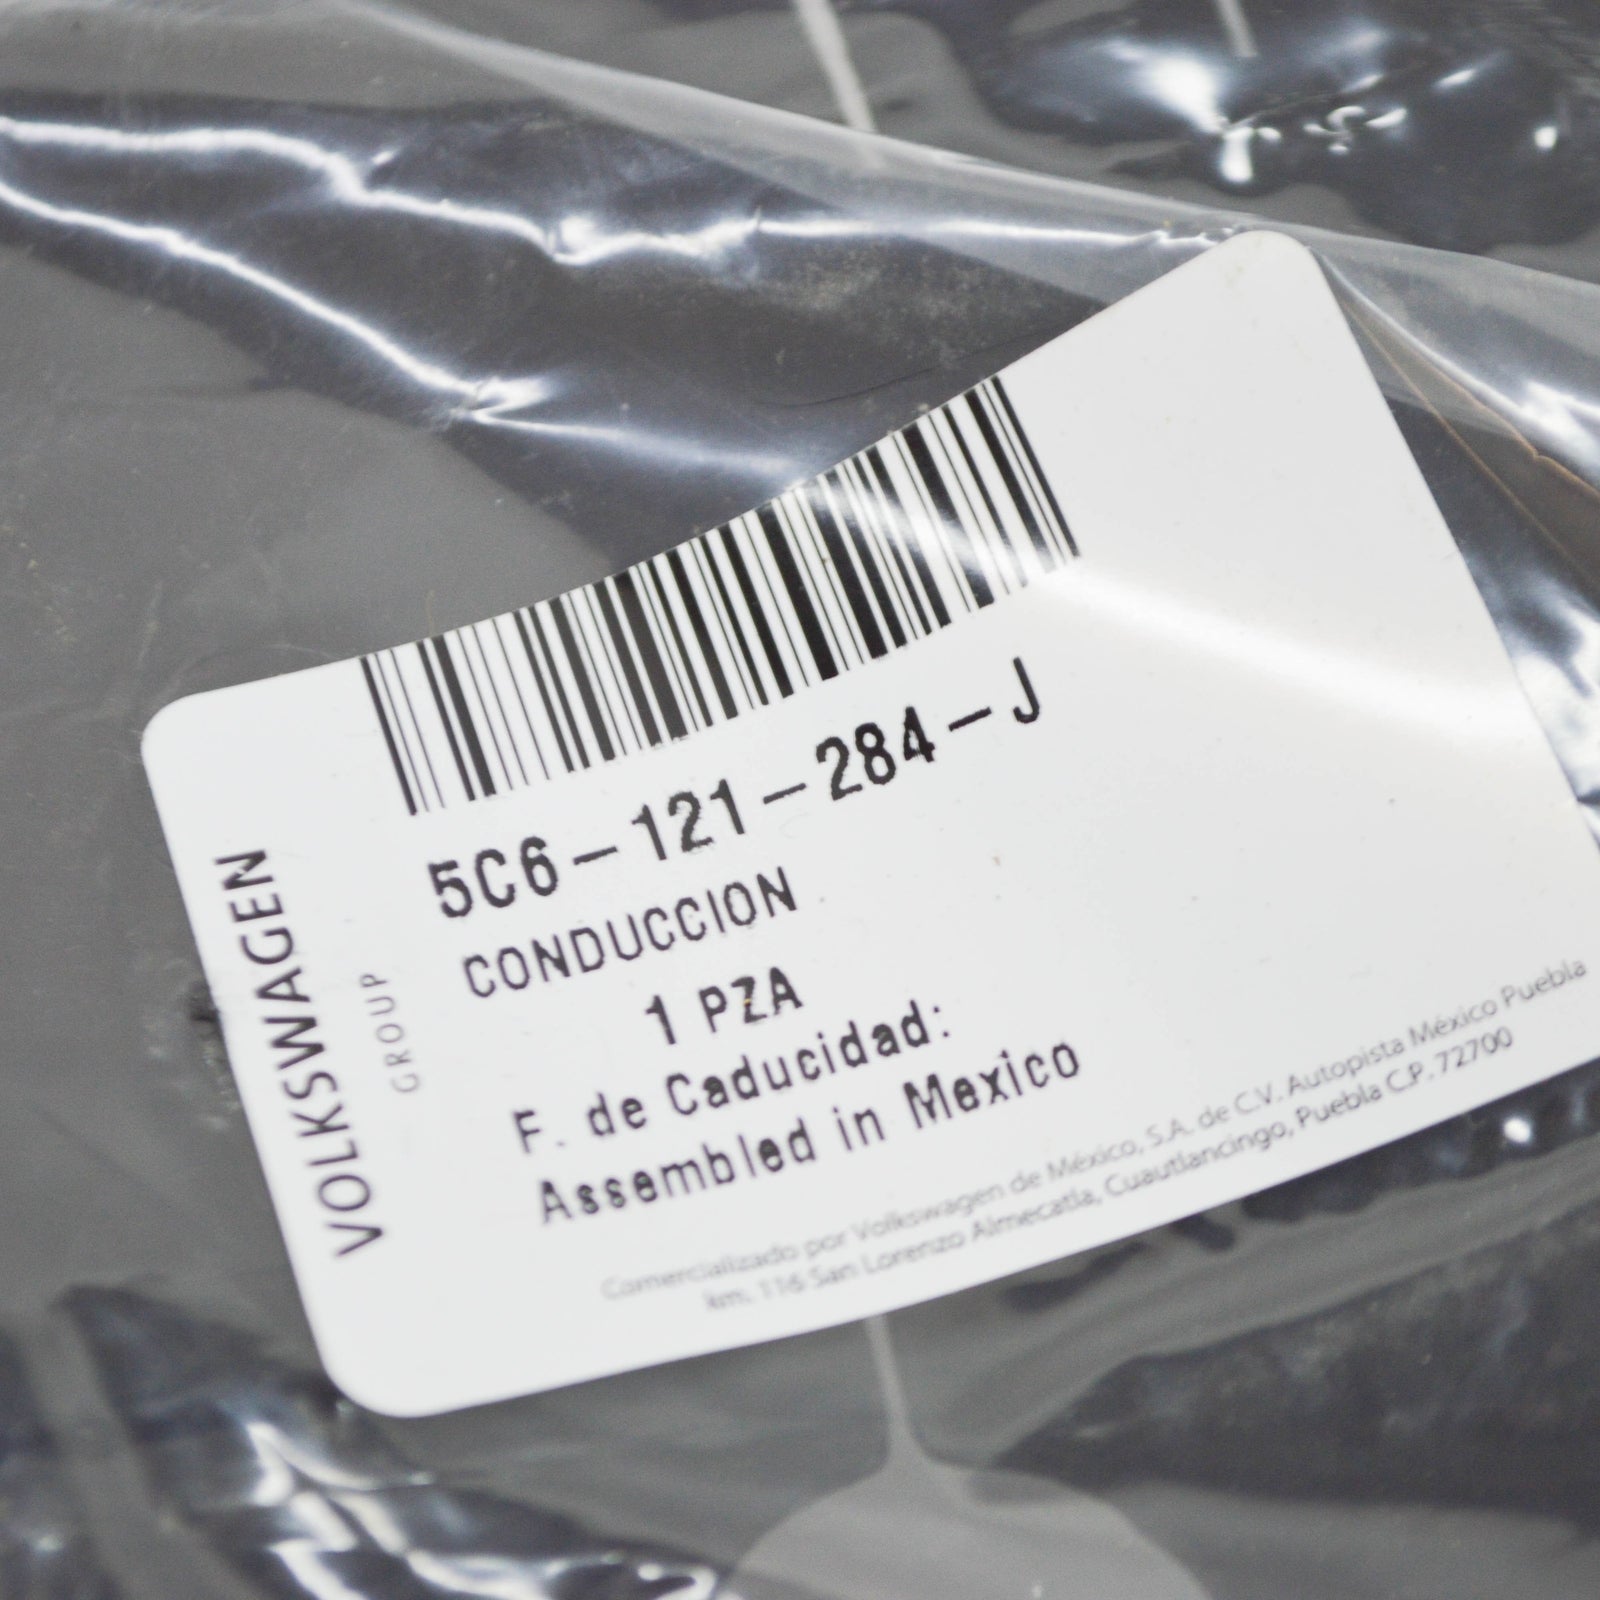 VOLKSWAGEN
GROUP
5C6-121-284-J
CONDUCCION
1 PZA
F. de Caducidad:
Assembled in Mexico
Comercializado por Volkswagen de México, S.A. de C.V. Autopista México Puebla
km. 116 San Lorenzo Almecatla, Cuautlancingo, Puebla C.P. 72700